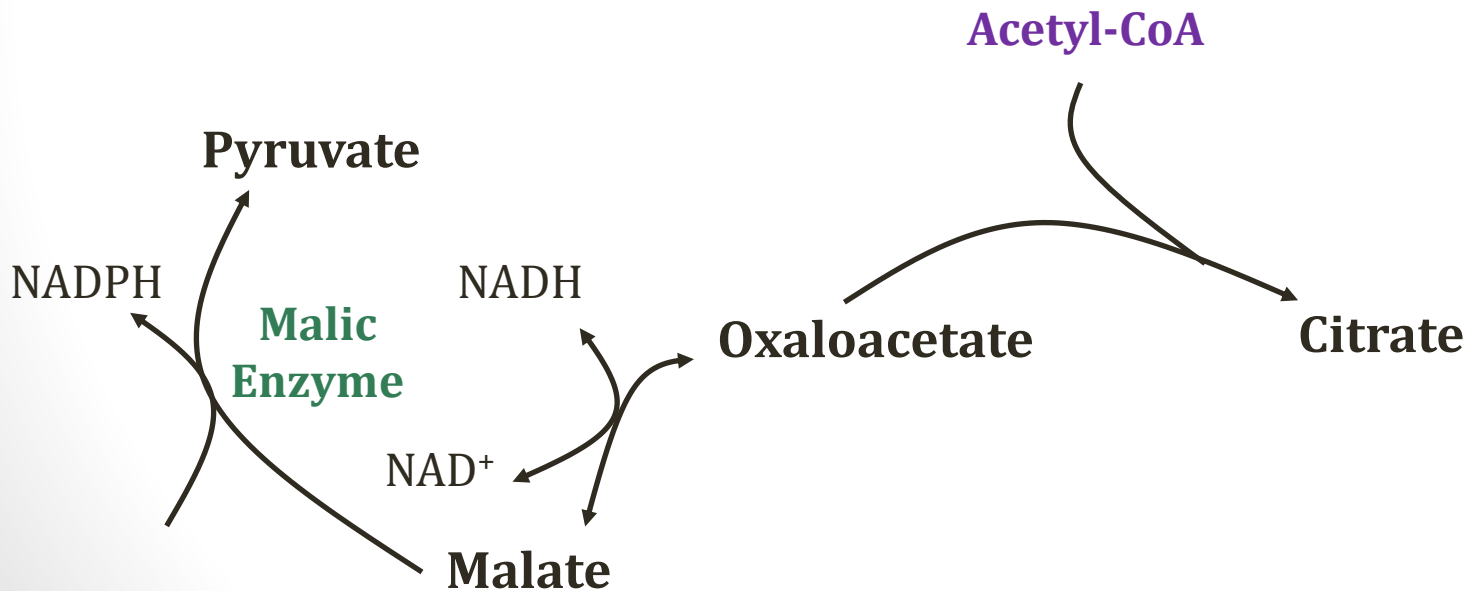 Acetyl-CoA
Pyruvate
NADPH
NADH
Malic
Enzyme
Oxaloacetate
Citrate
NAD⁺
Malate